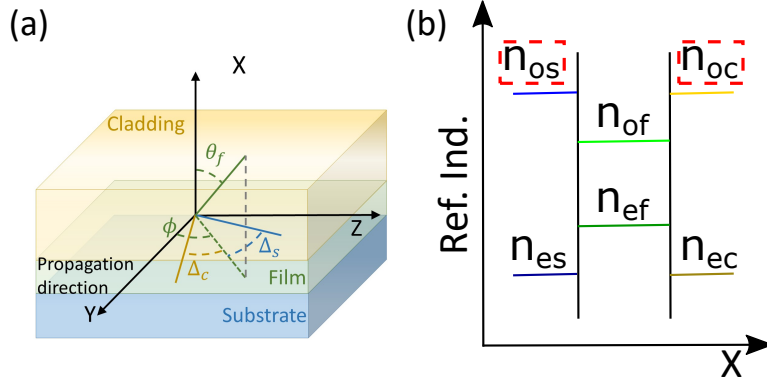 (a)
X
Cladding
θf
Z
ϕ
Δs
Δc
Propagation
direction
Film
Y
Substrate
(b)
Ref. Ind.
nos
noc
nof
nef
nes
nec
X